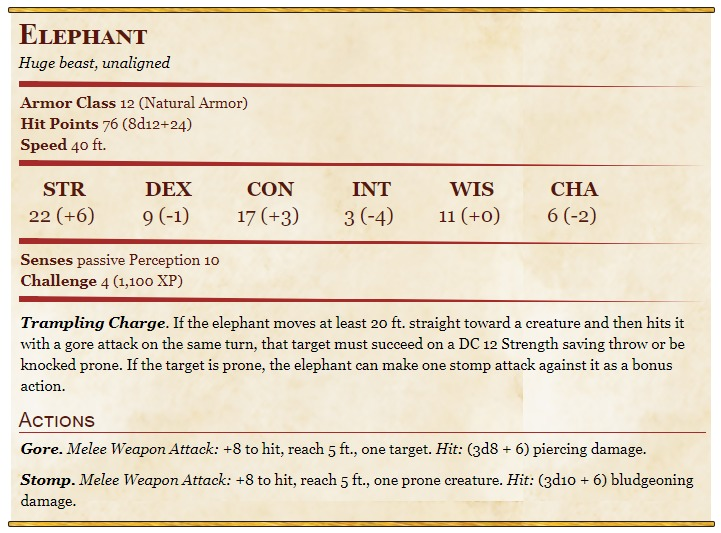 ELEPHANT
Huge beast, unaligned
Armor Class 12 (Natural Armor)
Hit Points 76 (8d12+24)
Speed 40 ft.
STR DEX CON INT WIS CHA
22 (+6) 9 (-1) 17 (+3) 3 (-4) 11 (+0) 6 (-2)
Senses passive Perception 10
Challenge 4 (1,100 XP)
Trampling Charge. If the elephant moves at least 20 ft. straight toward a creature and then hits it
with a gore attack on the same turn, that target must succeed on a DC 12 Strength saving throw or be
knocked prone. If the target is prone, the elephant can make one stomp attack against it as a bonus
action.
ACTIONS
Gore. Melee Weapon Attack: +8 to hit, reach 5 ft., one target. Hit: (3d8 + 6) piercing damage.
Stomp. Melee Weapon Attack: +8 to hit, reach 5 ft., one prone creature. Hit: (3d10 + 6) bludgeoning
damage.